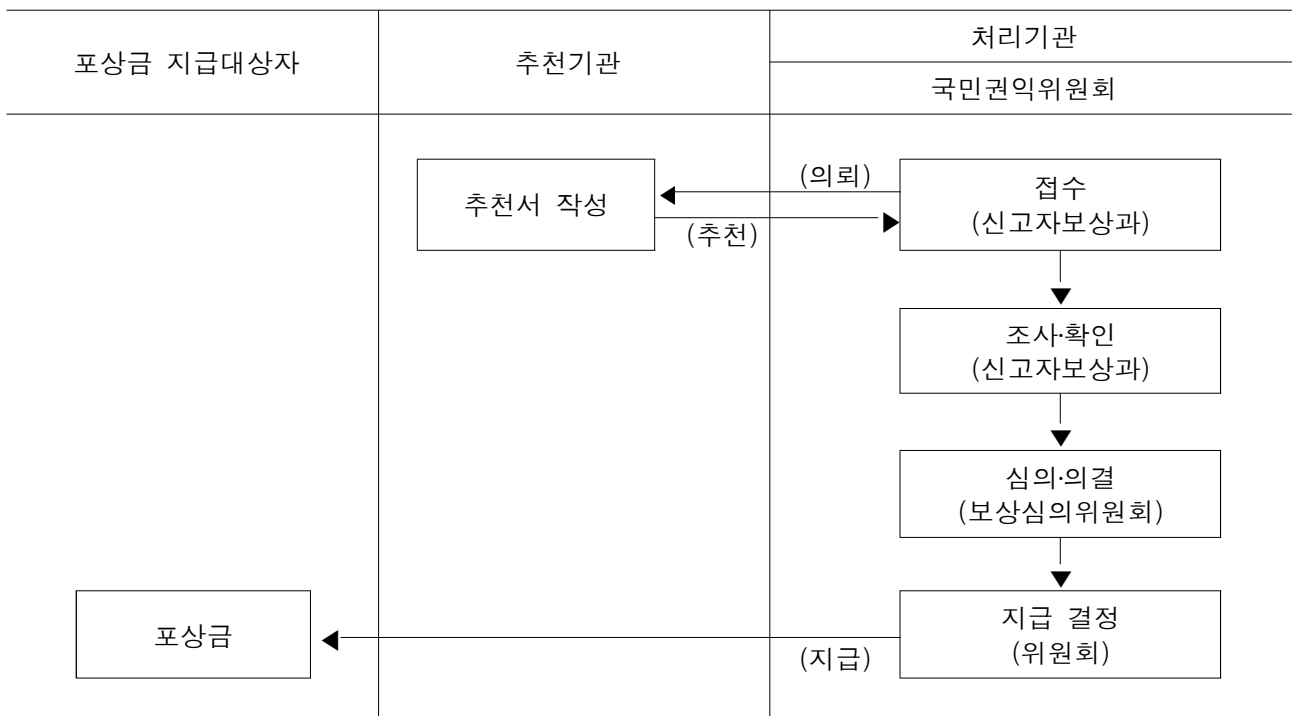 포상금 지급대상자
추천기관
처리기관
국민권익위원회
추천서 작성
(의뢰)
(추천)
접수
(신고자보상과)
조사·확인
(신고자보상과)
심의·의결
(보상심의위원회)
포상금
(지급)
지급 결정
(위원회)